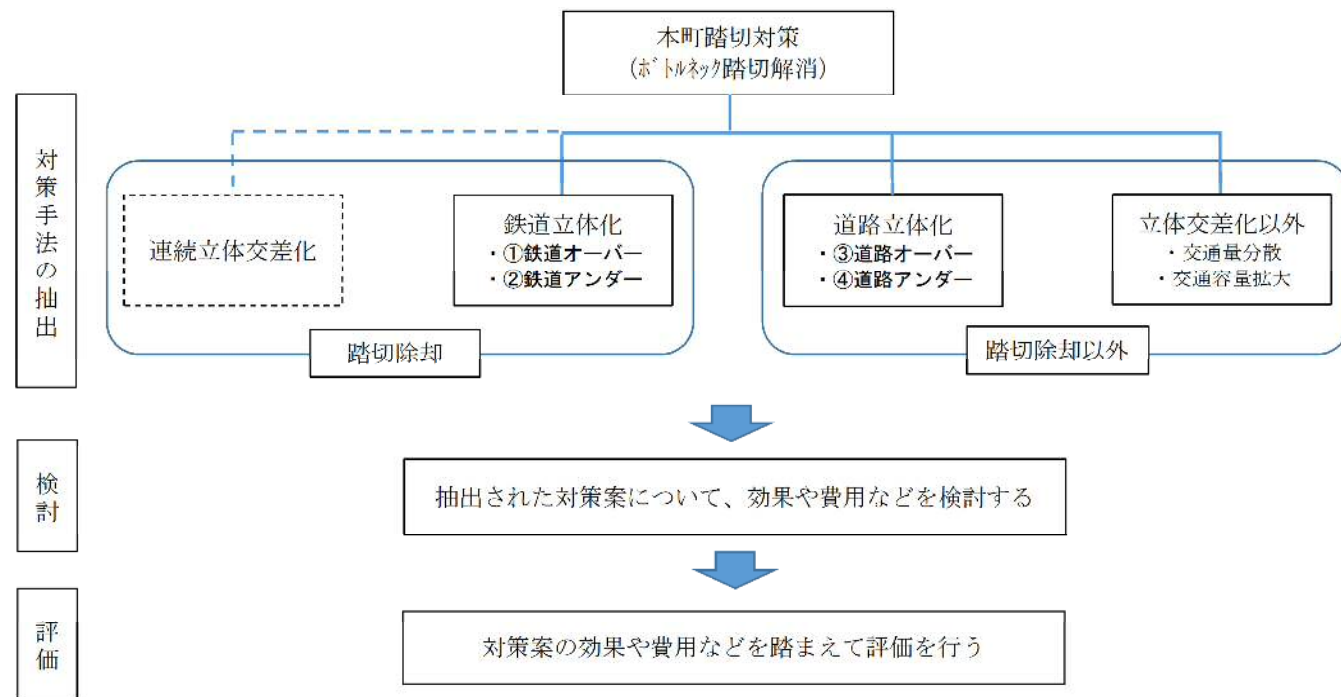 本町踏切対策
(ﾎﾞﾄﾙﾈｯｸ踏切解消)
対策手法の抽出
連続立体交差化
鉄道立体化
・①鉄道オーバー
・②鉄道アンダー
踏切除却
道路立体化
・③道路オーバー
・④道路アンダー
立体交差化以外
・交通量分散
・交通容量拡大
踏切除却以外
検討
抽出された対策案について、効果や費用などを検討する
評価
対策案の効果や費用などを踏まえて評価を行う